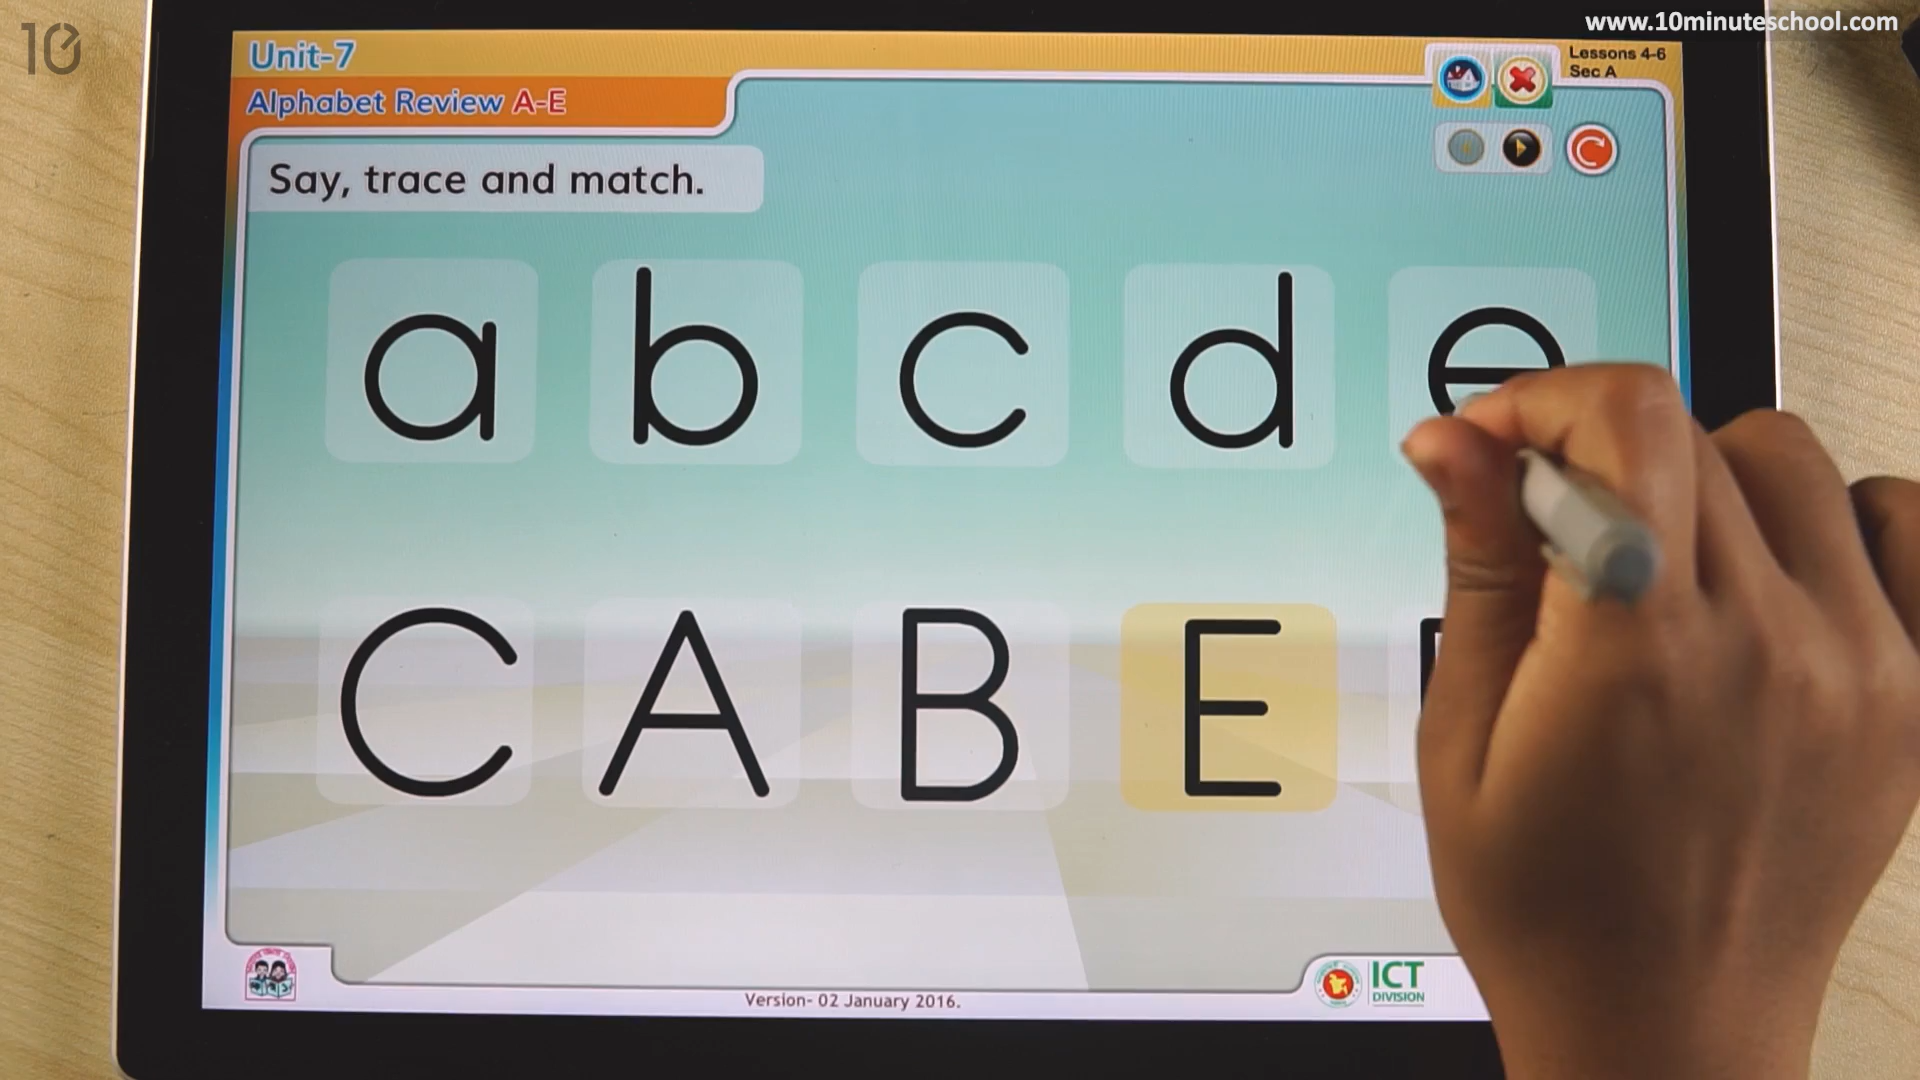 10
www.10minuteschool.com
Unit-7
Lessons 4-6
Sec A
Alphabet Review A-E
Say, trace and match.
a b c d e
C A B E
ICT
DIVISION
Version- 02 January 2016.